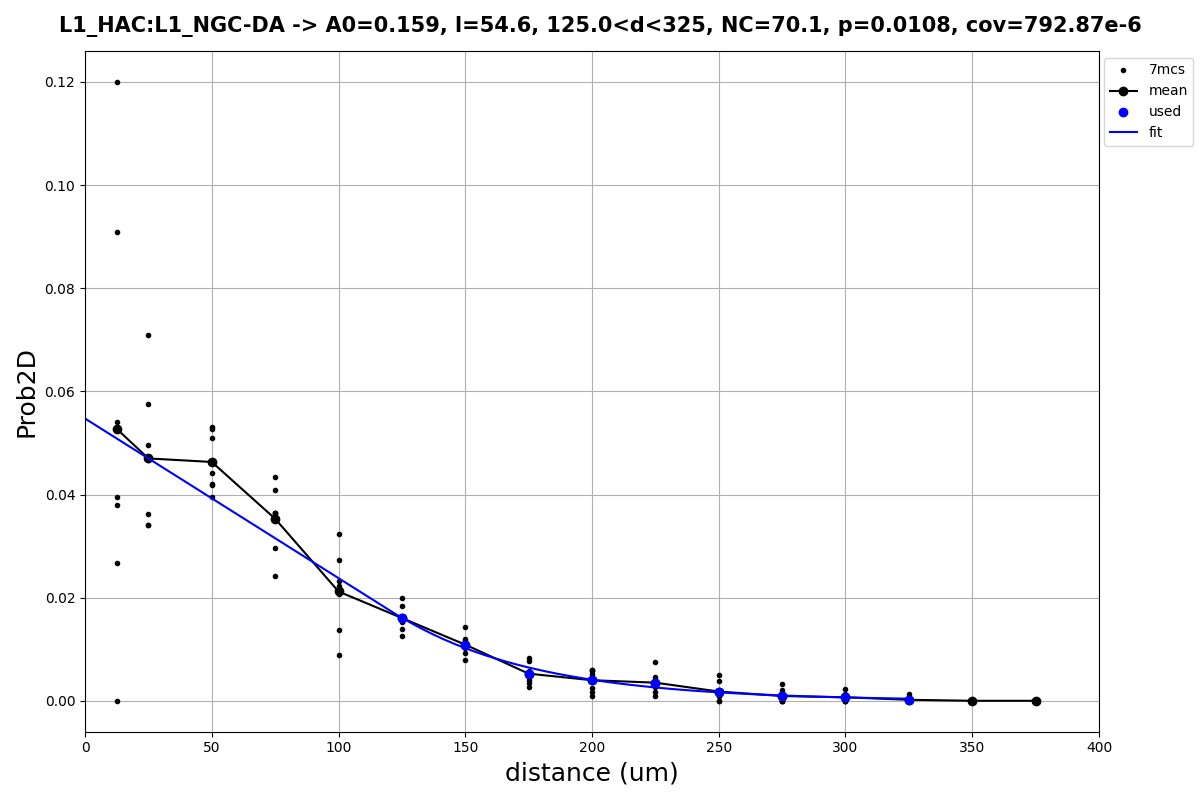 L1_HAC:L1_NGC-DA -> A0=0.159, l=54.6, 125.0<d<325, NC=70.1, p=0.0108, cov=792.87e-6
7mcs
mean
used
fit
0.12
0.10
0.08
0.06
0.04
0.02
0.00
Prob2D
0 50 100 150 200 250 300 350 400
distance (um)